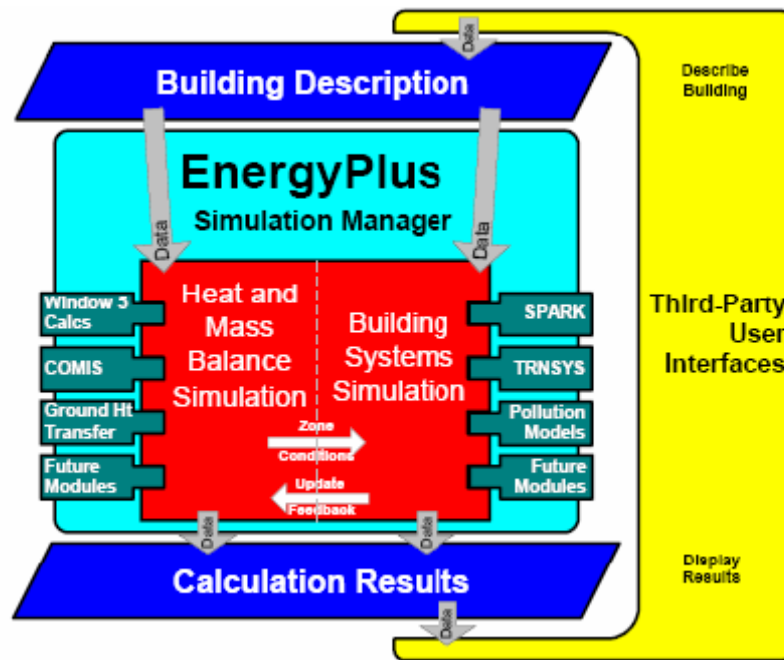 Data
Building Description
Describe
Building
EnergyPlus
Simulation Manager
Data
Data
Window 5
Calcs
COMIS
Ground Ht
Transfer
Future
Modules
Heat and
Mass
Balance
Simulation
Building
Systems
Simulation
Zone
Conditions
Update
Feedback
SPARK
TRNSYS
Pollution
Models
Future
Modules
Third-Party
User
Interfaces
Data
Data
Calculation Results
Display
Results
Data